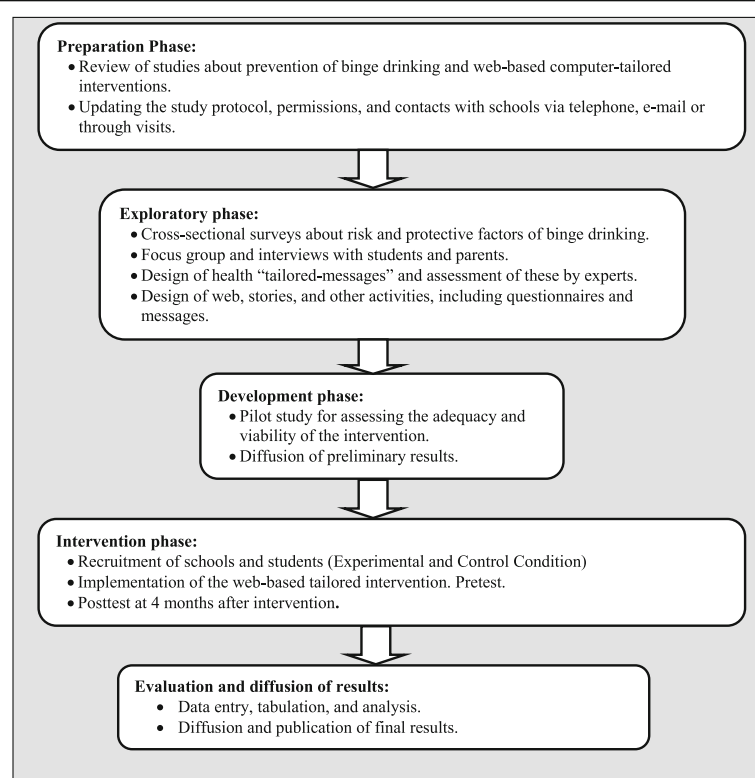 Preparation Phase:
• Review of studies about prevention of binge drinking and web-based computer-tailored
interventions.
• Updating the study protocol, permissions, and contacts with schools via telephone, e-mail or
through visits.
Exploratory phase:
• Cross-sectional surveys about risk and protective factors of binge drinking.
• Focus group and interviews with students and parents.
• Design of health “tailored-messages” and assessment of these by experts.
• Design of web, stories, and other activities, including questionnaires and
messages.
Development phase:
• Pilot study for assessing the adequacy and
viability of the intervention.
• Diffusion of preliminary results.
Intervention phase:
• Recruitment of schools and students (Experimental and Control Condition)
• Implementation of the web-based tailored intervention. Pretest.
• Posttest at 4 months after intervention.
Evaluation and diffusion of results:
• Data entry, tabulation, and analysis.
• Diffusion and publication of final results.